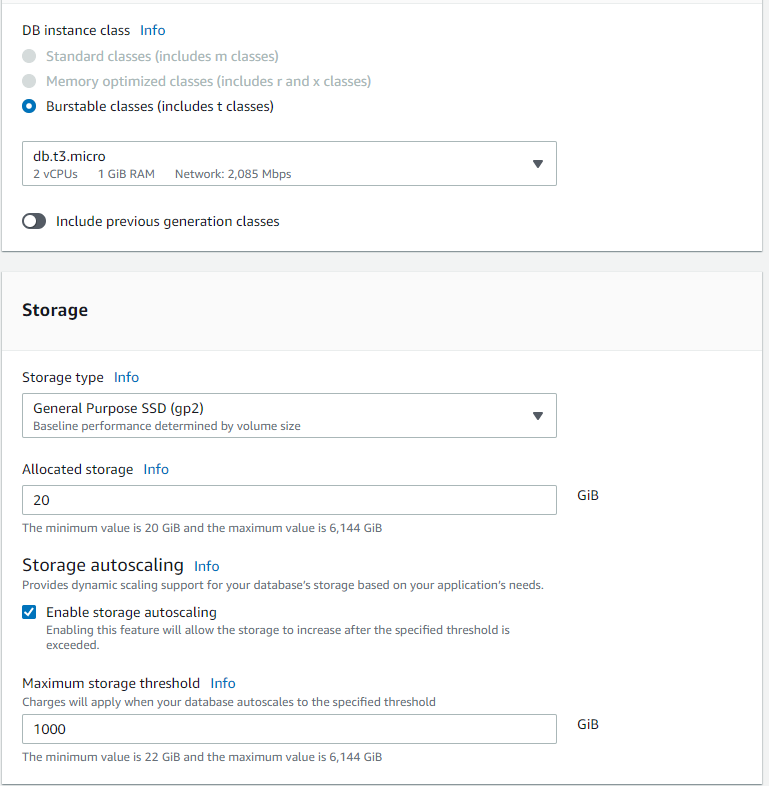 DB instance class Info
Standard classes (includes m classes)
Memory optimized classes (includes r and x classes)
Burstable classes (includes t classes)
db.t3.micro
2 vCPUs 1 GiB RAM Network: 2,085 Mbps
Include previous generation classes
Storage
Storage type Info
General Purpose SSD (gp2)
Baseline performance determined by volume size
Allocated storage Info
20 GiB
The minimum value is 20 GiB and the maximum value is 6,144 GiB
Storage autoscaling Info
Provides dynamic scaling support for your database's storage based on your application's needs.
Enable storage autoscaling
Enabling this feature will allow the storage to increase after the specified threshold is
exceeded.
Maximum storage threshold Info
Charges will apply when your database autoscales to the specified threshold
1000 GiB
The minimum value is 22 GiB and the maximum value is 6,144 GiB